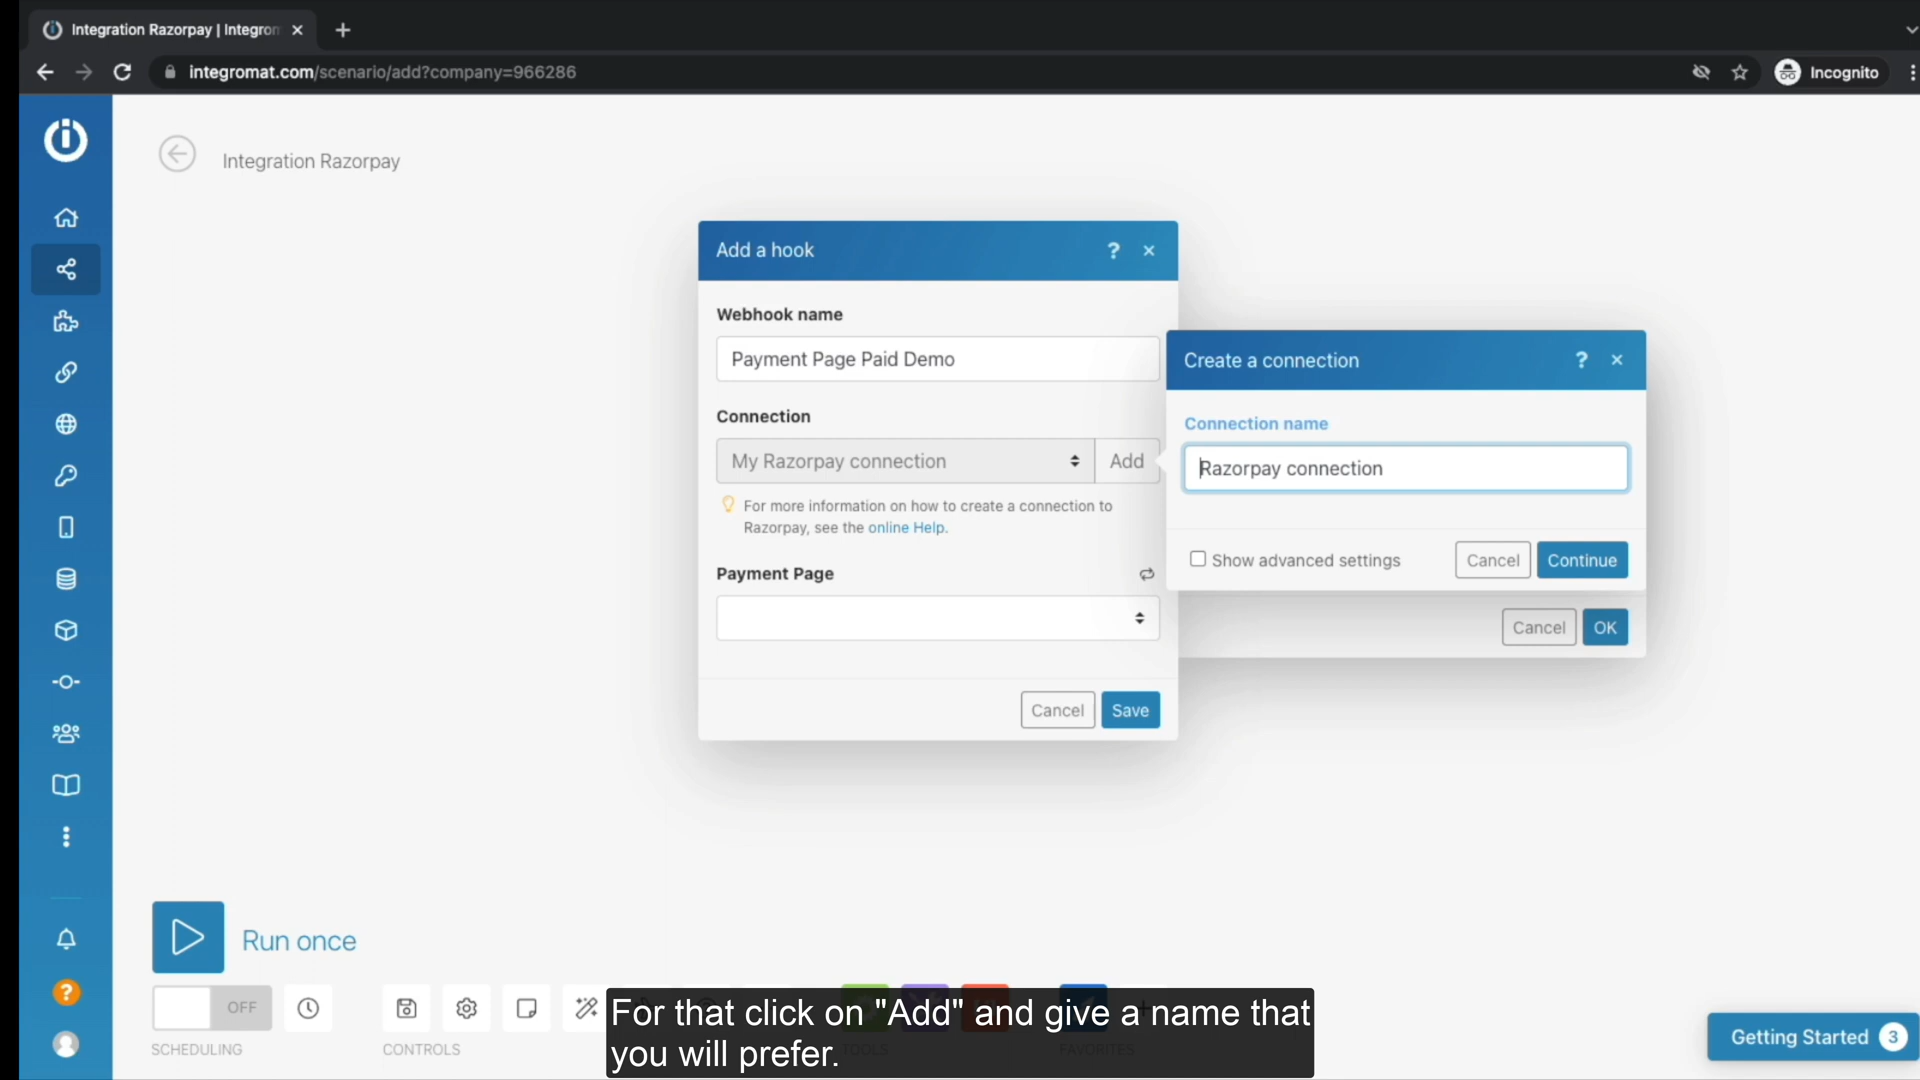 Integration Razorpay | Integrom
integromat.com/scenario/add?company=966286
Incognito
Integration Razorpay
Add a hook
?
Webhook name
Payment Page Paid Demo
Connection
My Razorpay connection
Add
For more information on how to create a connection to
Razorpay, see the online Help.
Payment Page
Cancel
Save
Create a connection
?
Connection name
Razorpay connection
Show advanced settings
Cancel
Continue
Cancel
OK
?
Run once
OFF
SCHEDULING
CONTROLS
TOOLS
FAVORITES
For that click on "Add" and give a name that
you will prefer.
Getting Started 3